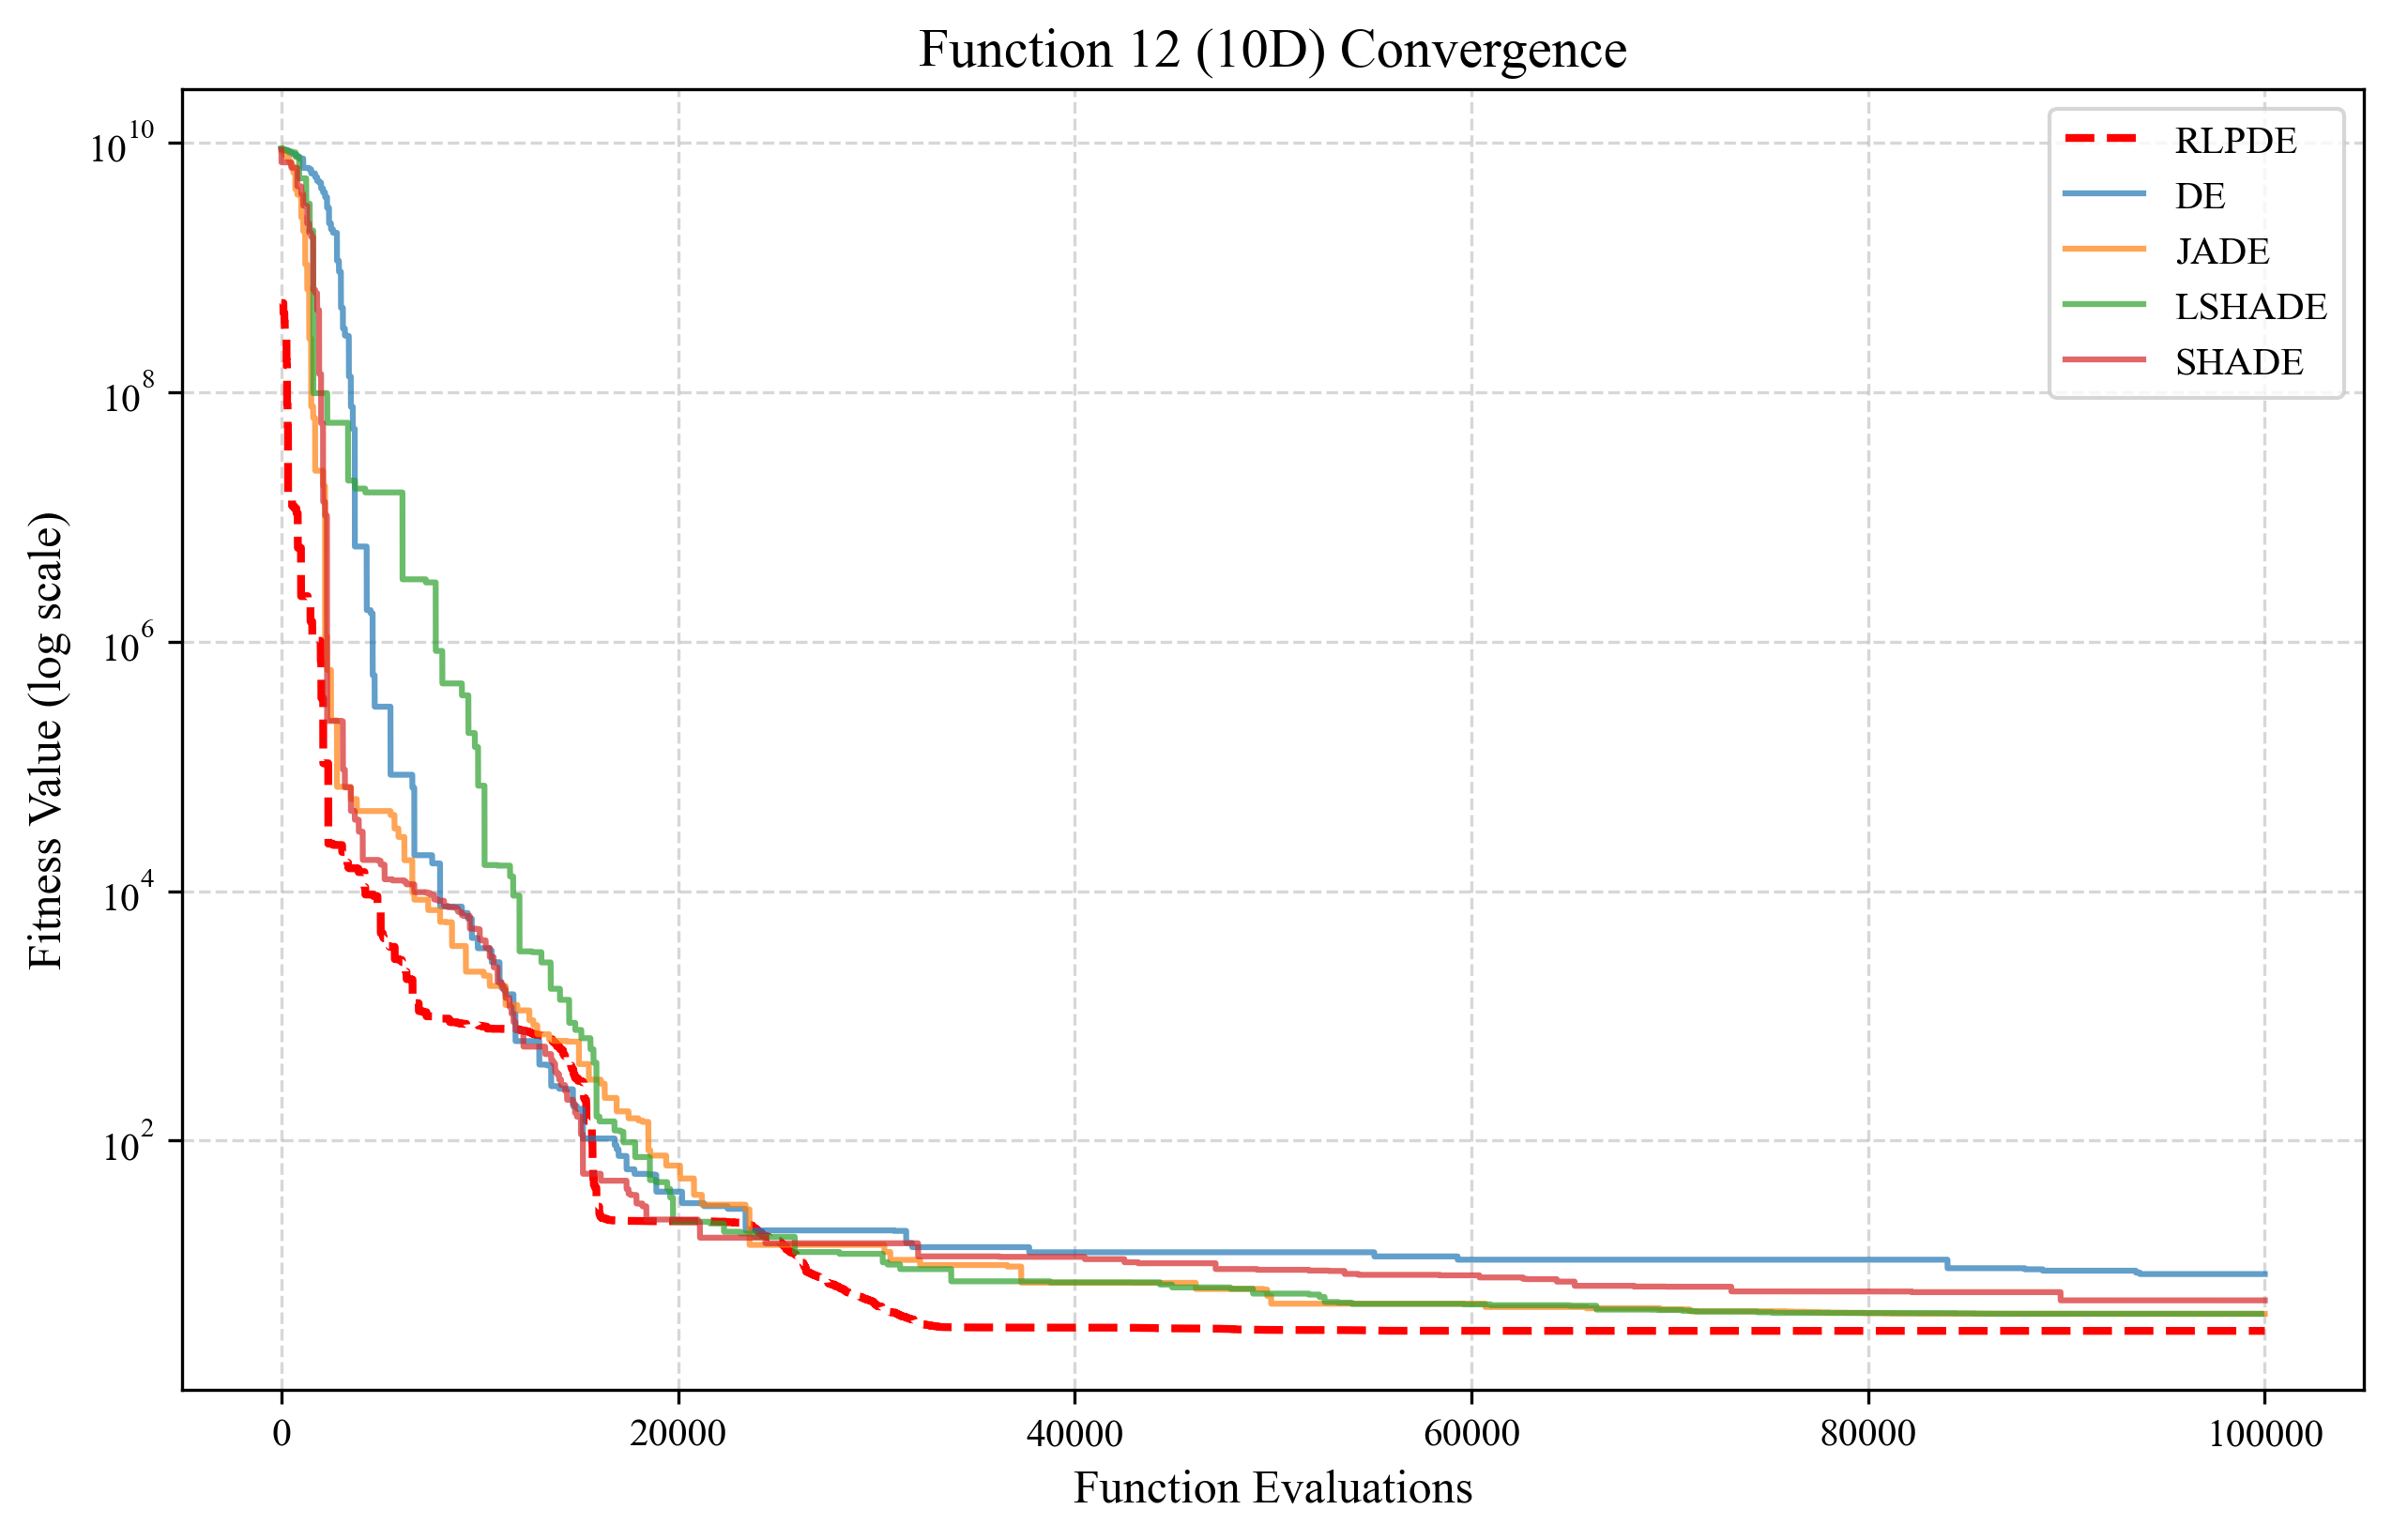 Function 12 (10D) Convergence
Fitness Value (log scale)
10^10
10^8
10^6
10^4
10^2
0
20000
40000
60000
80000
100000
Function Evaluations
RLPDE
DE
JADE
LSHADE
SHADE